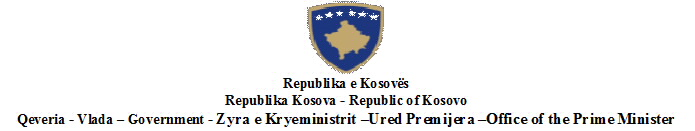 Republika e Kosovës
Republika Kosova - Republic of Kosovo
Qeveria - Vlada – Government - Zyra e Kryeministrit –Ured Premijera –Office of the Prime Minister